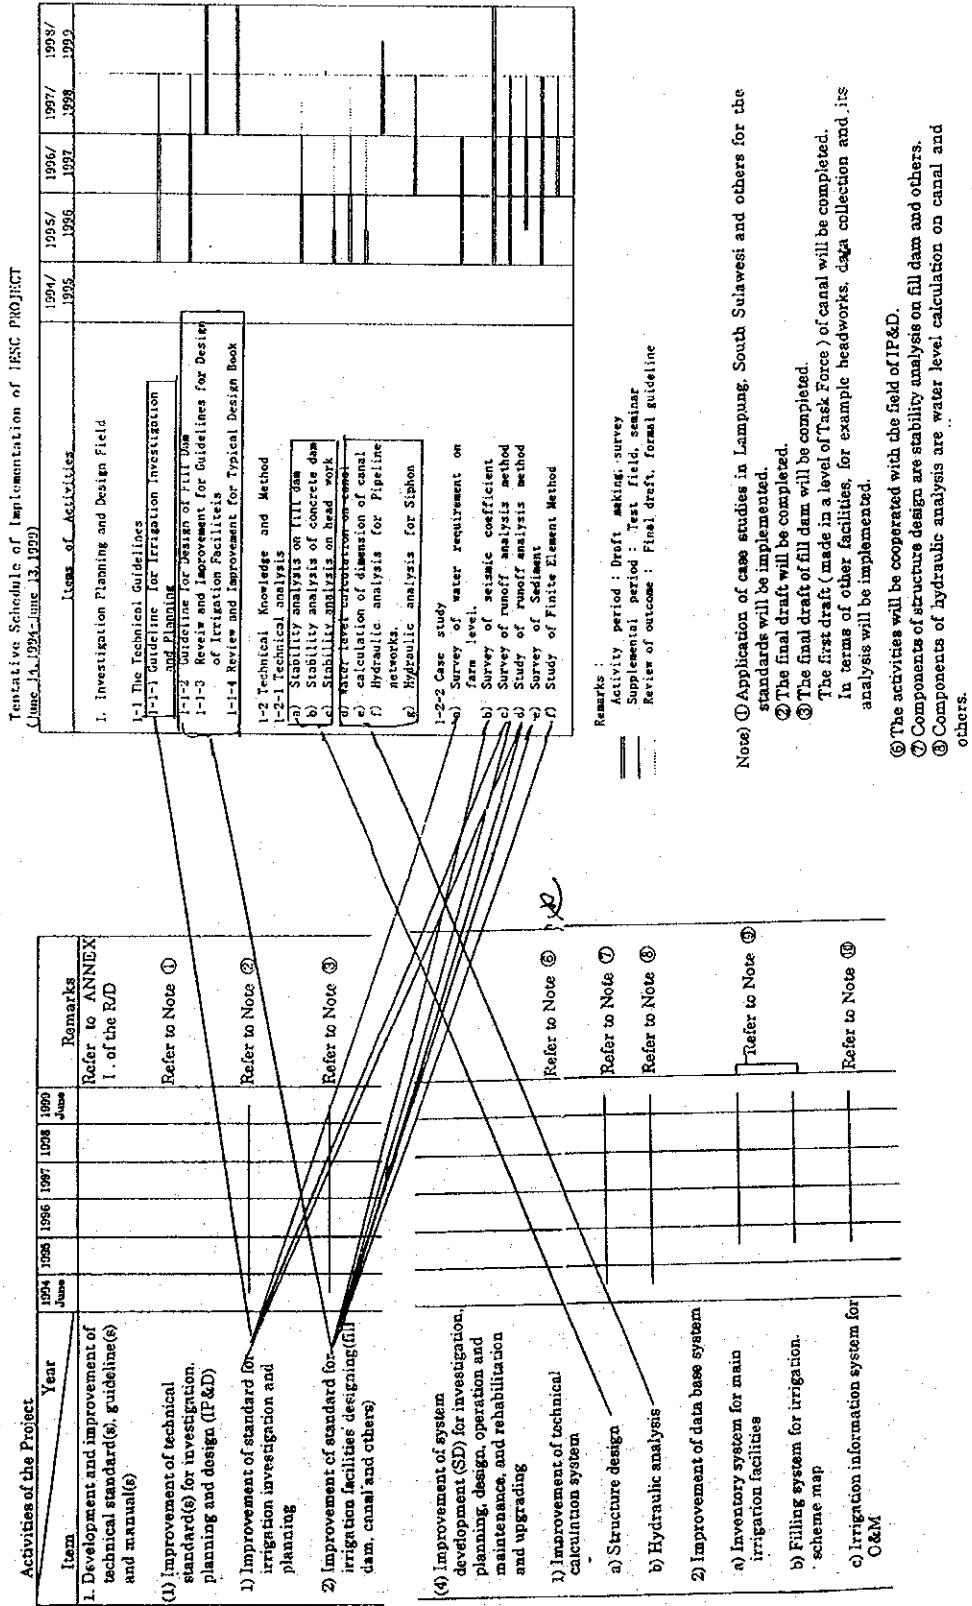 Activities of the Project
Item
Year
1994 June
1995
1996
1997
1998
1999 June
Remarks
1. Development and improvement of
technical standard(s), guideline(s)
and manual(s)
Refer to ANNEX
I. of the R/D
(1) Improvement of technical
standard(s) for investigation,
planning and design (IP&D)
Refer to Note ①
1) Improvement of standard for
irrigation investigation and
planning
Refer to Note ②
2) Improvement of standard for
irrigation facilities designing(fill
dam, canal and others)
Refer to Note ③
(4) Improvement of system
development (SD) for investigation,
planning, design, operation and
maintenance, and rehabilitation
and upgrading
1) Improvement of technical
calculation system
Refer to Note ⑥
a) Structure design
Refer to Note ⑦
b) Hydraulic analysis
Refer to Note ⑧
2) Improvement of data base system
a) Inventory system for main
irrigation facilities
Refer to Note ⑨
b) Filling system for irrigation
scheme map
c) Irrigation information system for
O&M
Refer to Note ⑩
Tentative Schedule of Implementation of IESC PROJECT
(June 14,1994-June 13,1999)
Items of Activities
1994/ 1995
1995/ 1996
1996/ 1997
1997/ 1998
1998/ 1999
1. Investigation Planning and Design Field
1-1 The Technical Guidelines
1-1-1 Guideline for Irrigation Investigation
and Planning
1-1-2 Guideline for Design of Fill Dam
1-1-3 Reveiw and Improvement for Guidelines for Design
of Irrigation Facilites
1-1-4 Review and Improvement for Typical Design Book
1-2 Technical Knowledge and Method
1-2-1 Technical analysis
a) Stability analysis on fill dam
b) Stability analysis of concrete dam
c) Stability analysis on head work
d) Water level calculation on canal
e) calculation of dimension of canal
f) Hydraulic analysis for Pipeline
networks.
g) Hydraulic analysis for Siphon
1-2-2 Case study
a) Survey of water requirement on
farm level.
b) Survey of seismic coefficient
c) Survey of runoff analysis method
d) Study of runoff analysis method
e) Survey of Sediment
f) Study of Finite Element Method
Remarks :
Activity period : Draft making, survey
Supplemental period : Test field, seminar
Review of outcome : Final draft, formal guideline
Note) ① Application of case studies in Lampung, South Sulawesi and others for the
standards will be implemented.
② The final draft will be completed.
③ The final draft of fill dam will be completed.
The first draft ( made in a level of Task Force ) of canal will be completed.
In terms of other facilities, for example headworks, data collection and its
analysis will be implemented.
⑥ The activities will be cooperated with the field of IP&D.
⑦ Components of structure design are stability analysis on fill dam and others.
⑧ Components of hydraulic analysis are water level calculation on canal and
others.